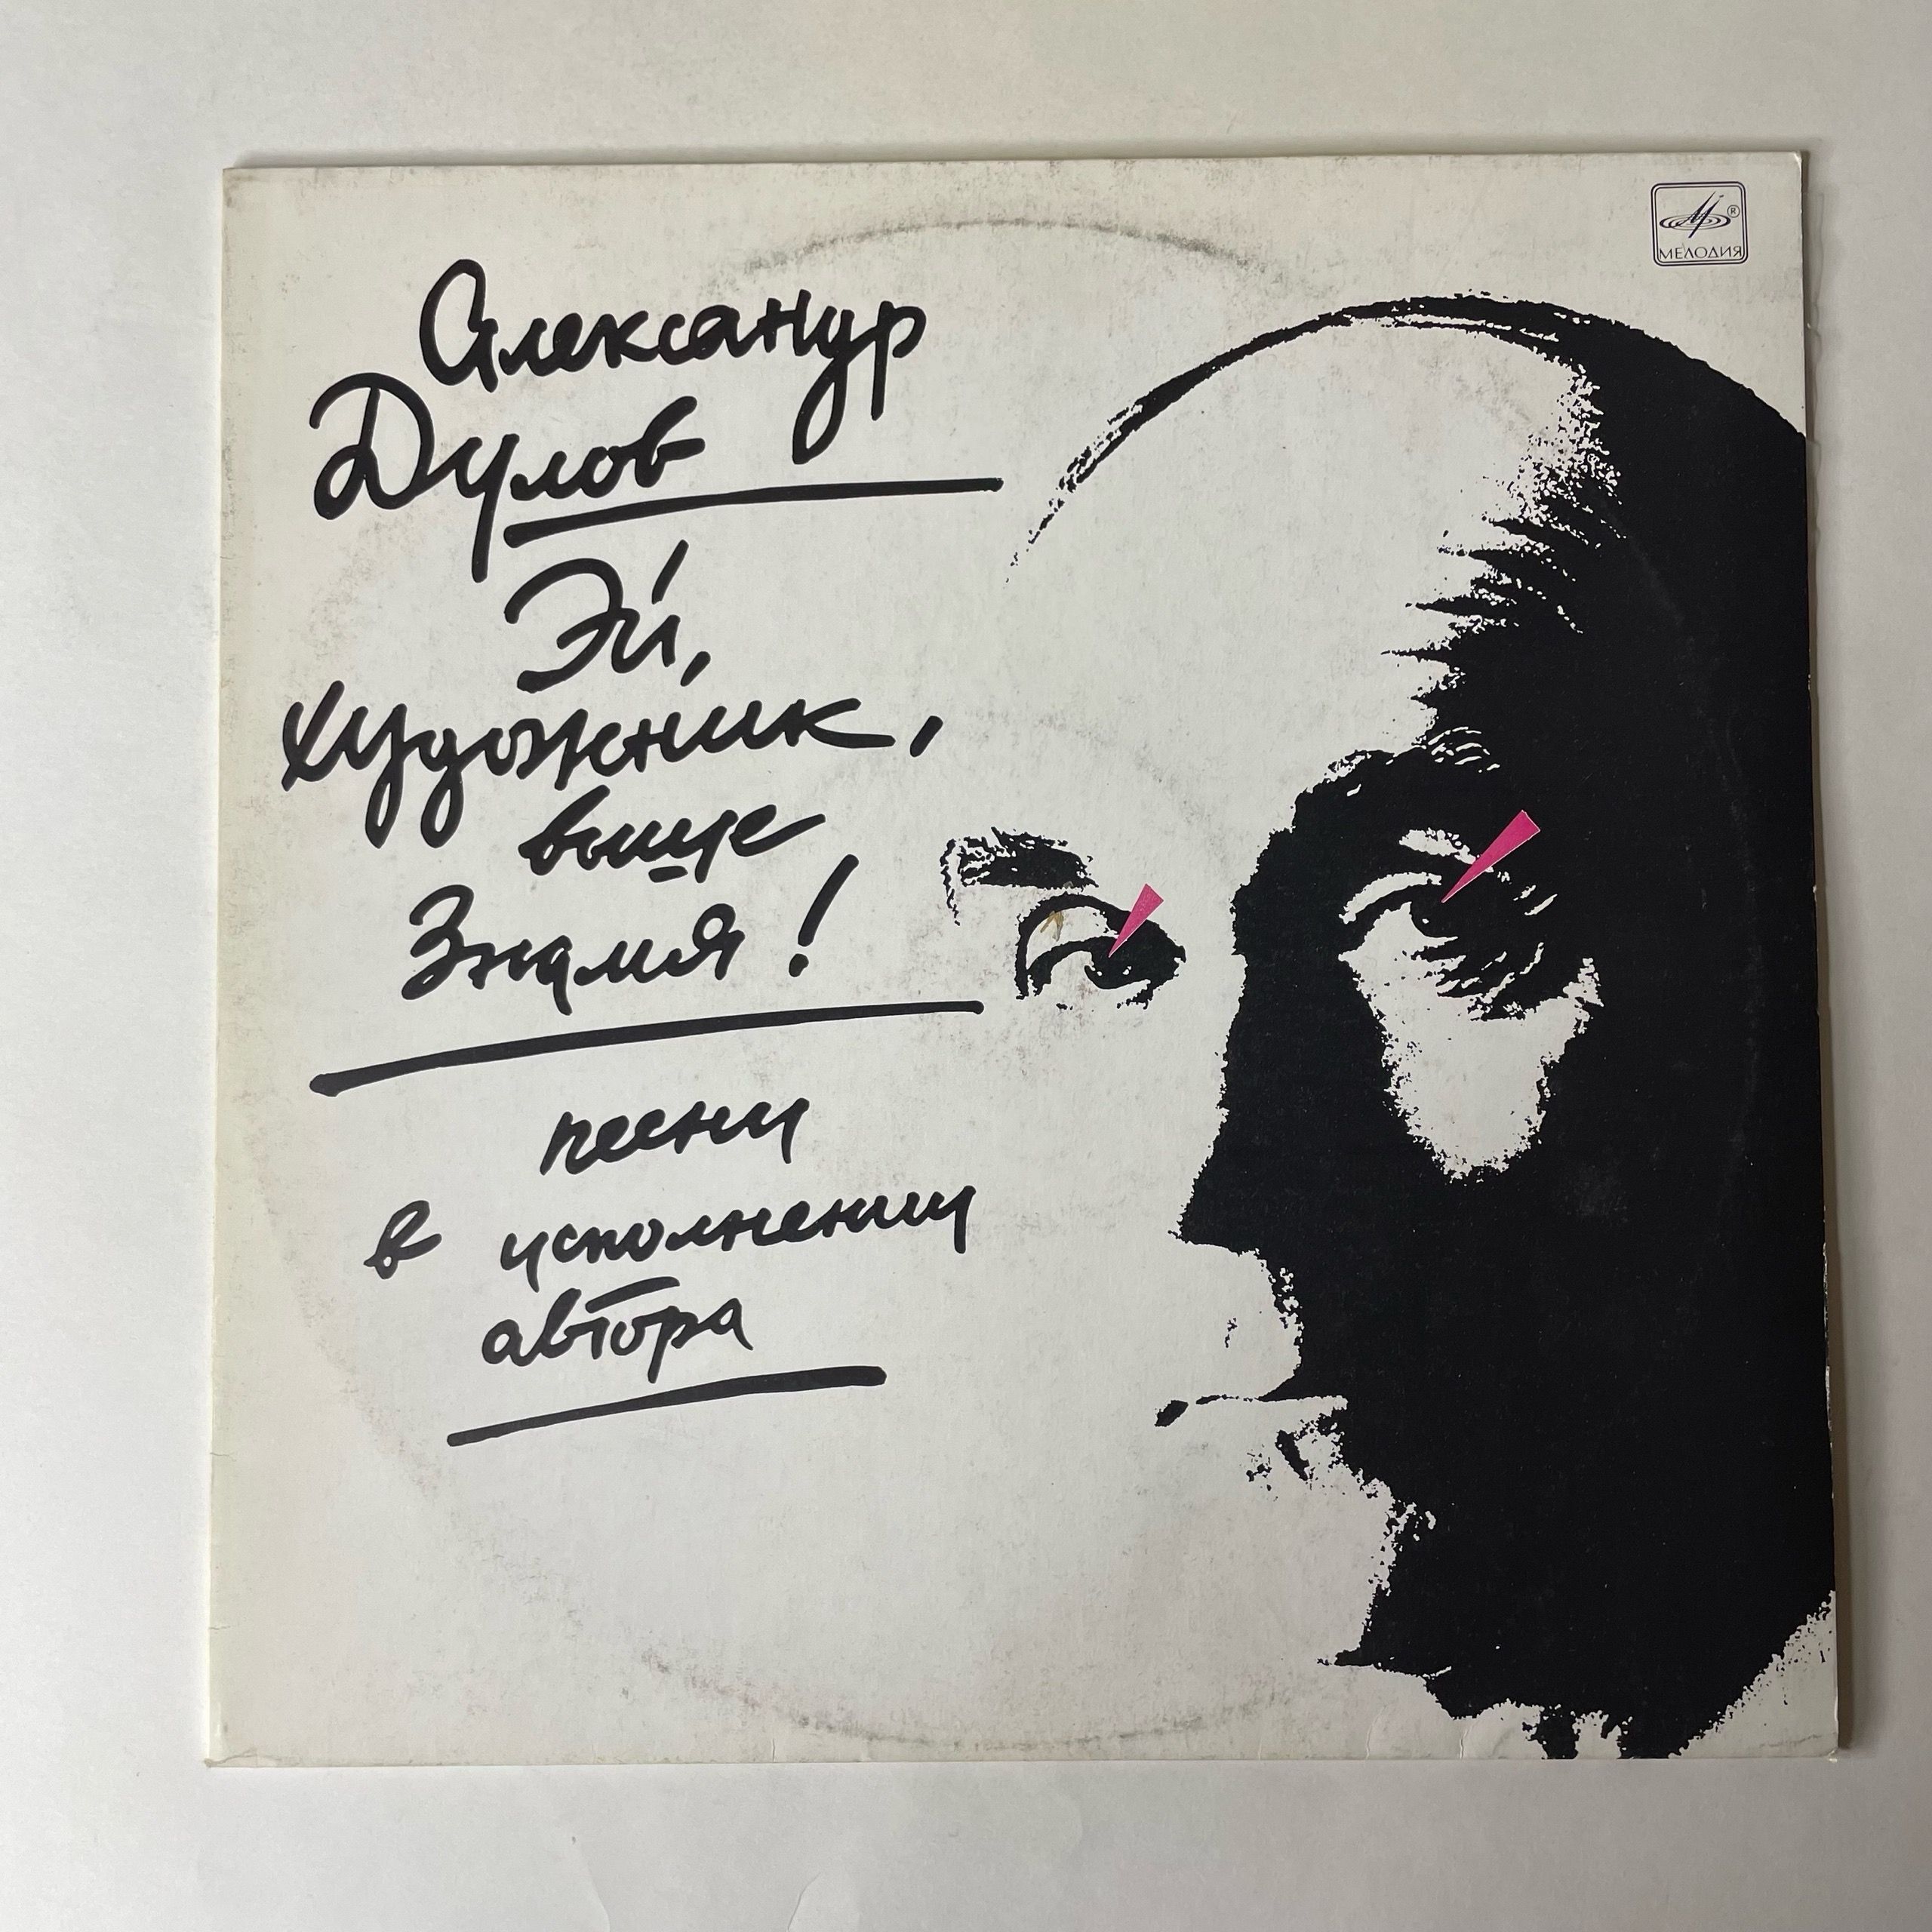 Александр
Дулов
Эй,
художник,
выше
Знамя!
песни
в исполнении
автора
МЕЛОДИЯ